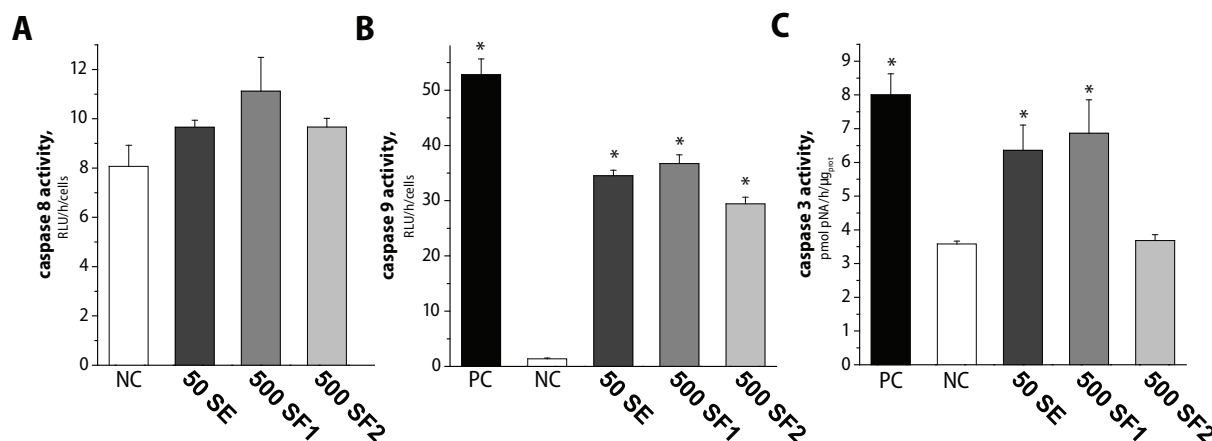 A
caspase 8 activity,
RLU/h/cells
12
10
8
6
4
2
0
NC
50 SE
500 SF1
500 SF2
B
caspase 9 activity,
RLU/h/cells
50
40
30
20
10
0
*
*
*
*
PC
NC
50 SE
500 SF1
500 SF2
C
caspase 3 activity,
pmol pNA/h/μgprot
9
8
7
6
5
4
3
2
1
0
*
*
*
PC
NC
50 SE
500 SF1
500 SF2